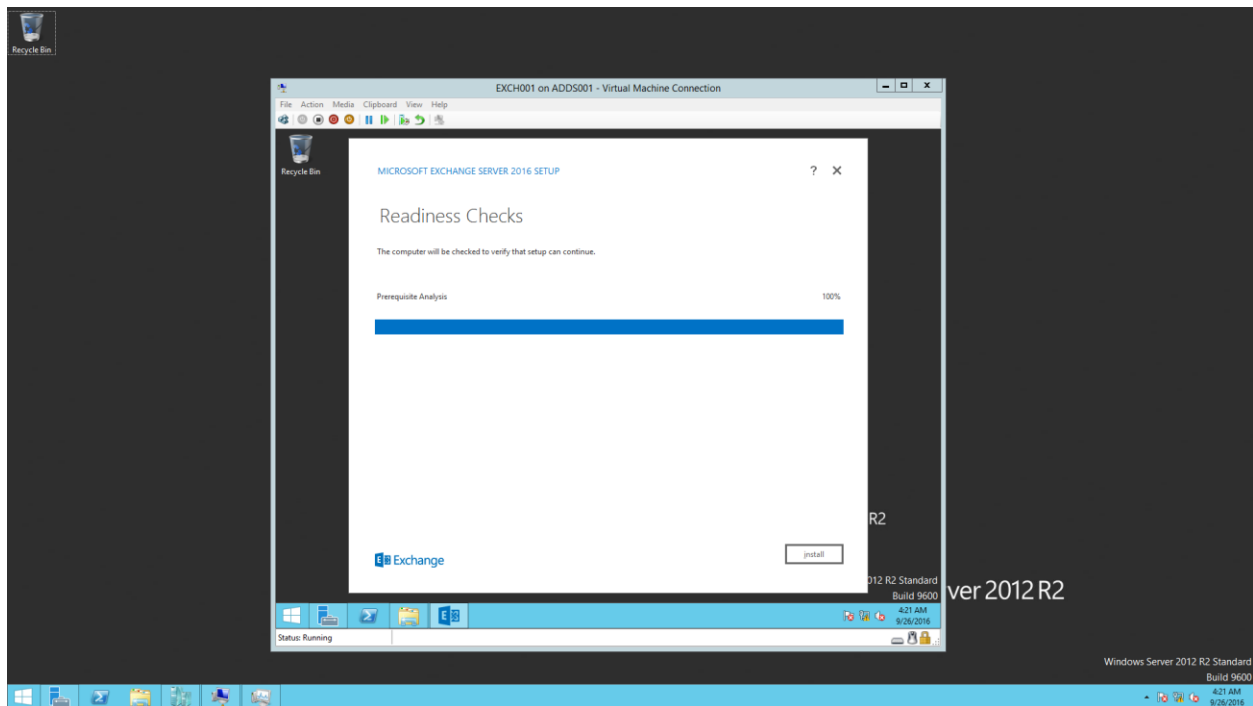 Recycle Bin
EXCH001 on ADDS001 - Virtual Machine Connection
File Action Media Clipboard View Help
Recycle Bin
MICROSOFT EXCHANGE SERVER 2016 SETUP
? X
Readiness Checks
The computer will be checked to verify that setup can continue.
Prerequisite Analysis 100%
R2
E Exchange
install
012 R2 Standard
Build 9600
ver 2012 R2
E
4:21 AM
9/26/2016
Status: Running
Windows Server 2012 R2 Standard
Build 9600
4:21 AM
9/26/2016